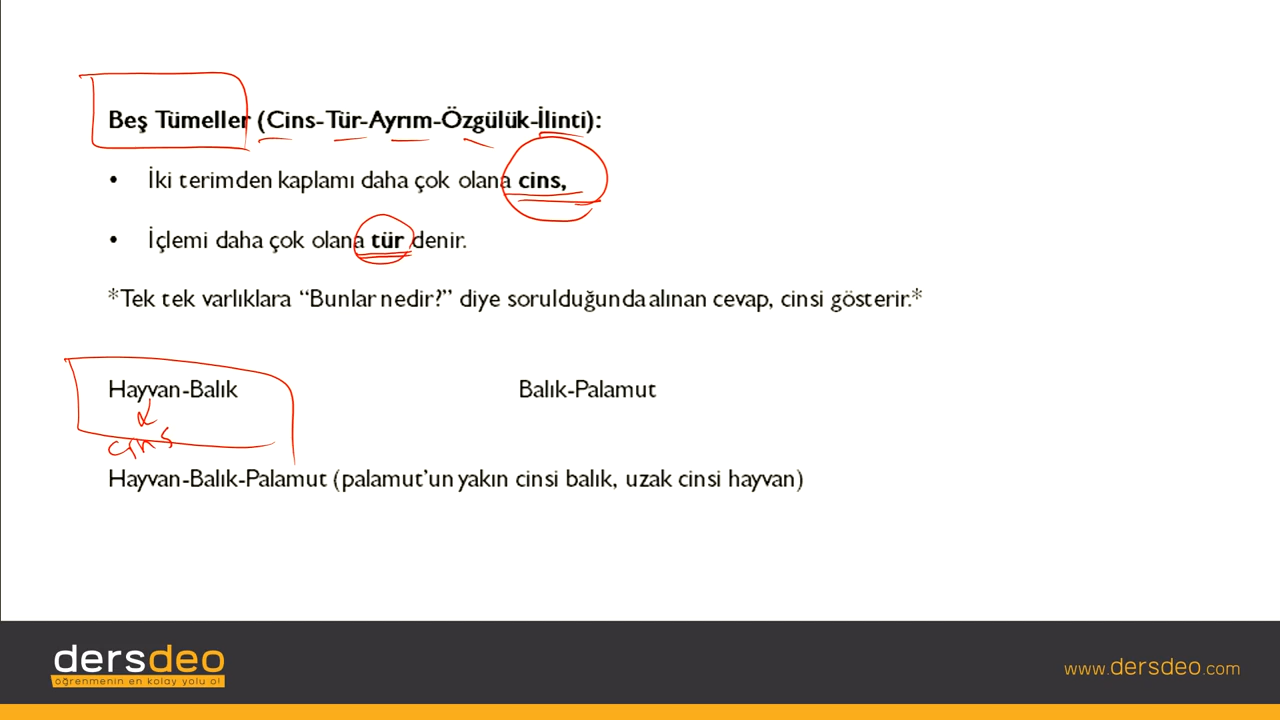 Beş Tümeller (Cins-Tür-Ayrım-Özgülük-İlinti):
• İki terimden kaplamı daha çok olana cins,
• İçlemi daha çok olana tür denir.
*Tek tek varlıklara “Bunlar nedir?” diye sorulduğunda alınan cevap, cinsi gösterir.*
Hayvan-Balık Balık-Palamut
cins
Hayvan-Balık-Palamut (palamut’un yakın cinsi balık, uzak cinsi hayvan)
dersdeo
öğrenmenin en kolay yolu o!
www.dersdeo.com